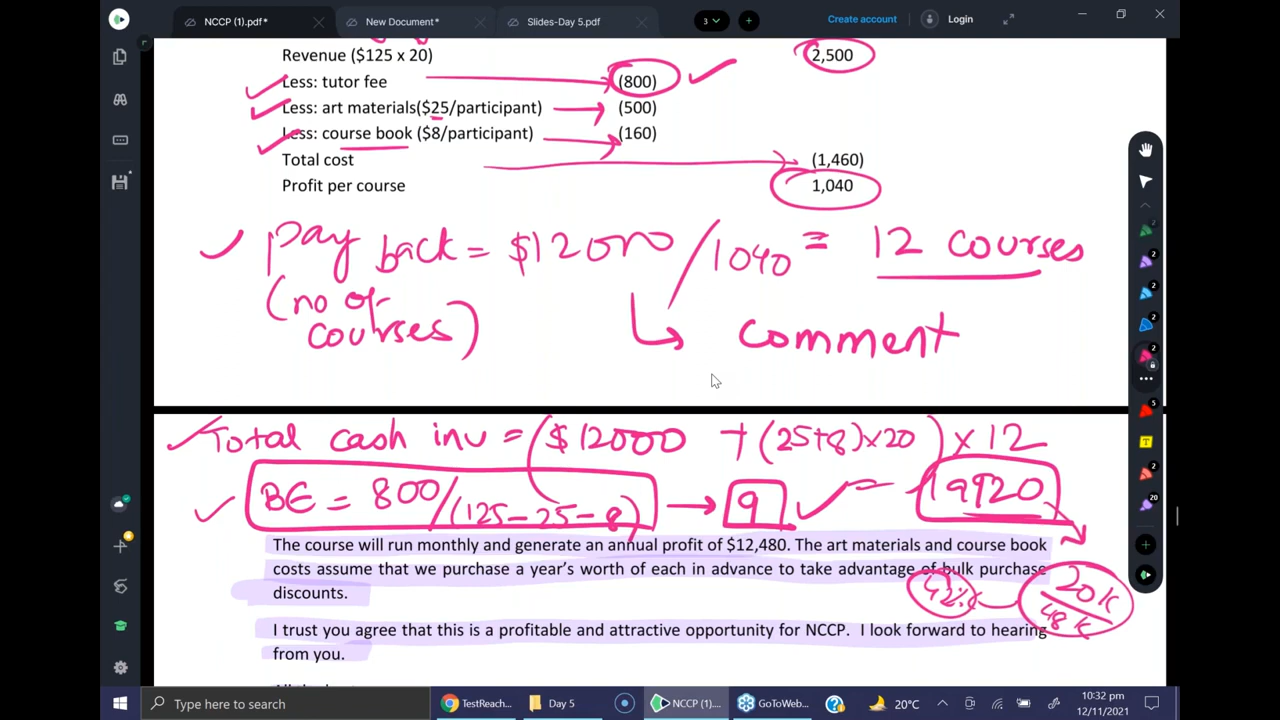 NCCP (1).pdf*
New Document*
Slides-Day 5.pdf
3
Create account
Login
Revenue ($125 x 20)
2,500
Less: tutor fee
(800)
Less: art materials($25/participant)
(500)
Less: course book ($8/participant)
(160)
Total cost
(1,460)
Profit per course
1,040
Pay back = $12000/1040 = 12 courses
(no of courses)
comment
Total cash inv = ($12000 + (25+8)x20) x 12
BE = 800/(125-25-8) → 9
= 19920
The course will run monthly and generate an annual profit of $12,480. The art materials and course book
costs assume that we purchase a year's worth of each in advance to take advantage of bulk purchase
discounts.
42%
20k
48k
I trust you agree that this is a profitable and attractive opportunity for NCCP. I look forward to hearing
from you.
Type here to search
TestReach...
Day 5
NCCP (1)....
GoToWeb...
20°C
10:32 pm
12/11/2021